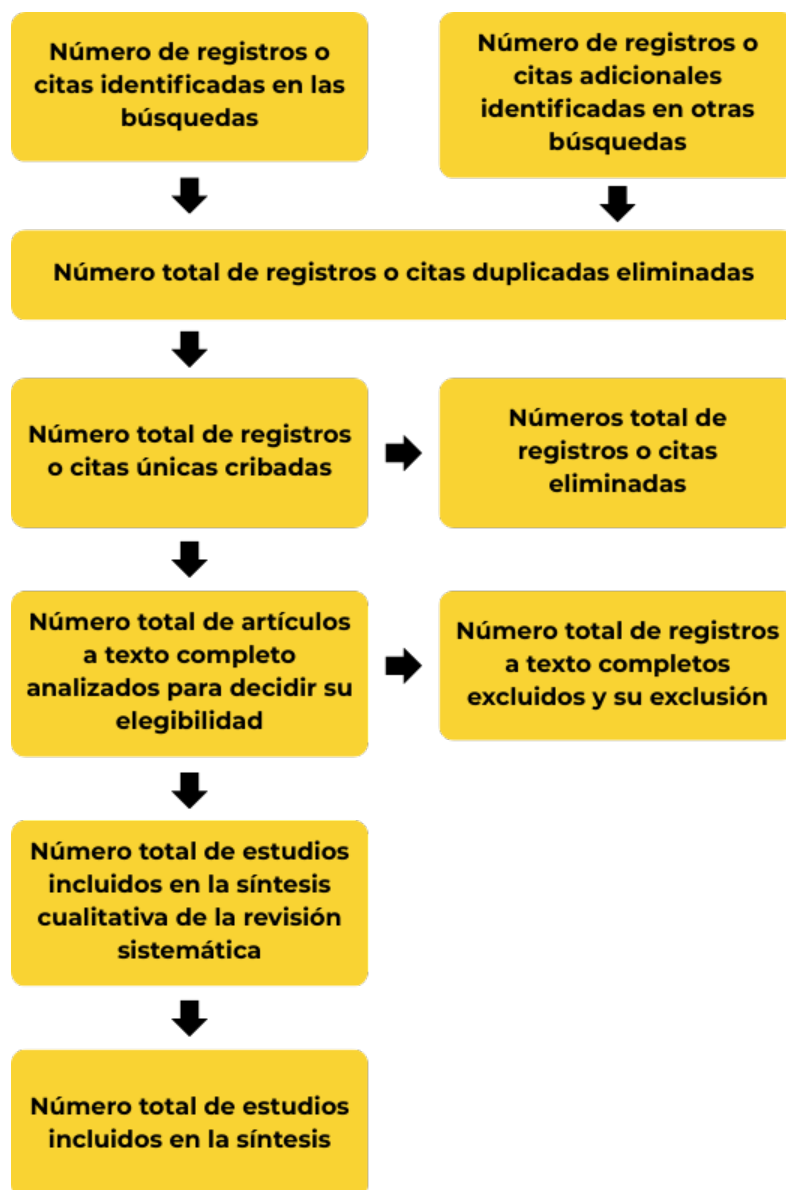 Número de registros o
citas identificadas en las
búsquedas
Número de registros o
citas adicionales
identificadas en otras
búsquedas
Número total de registros o citas duplicadas eliminadas
Número total de registros
o citas únicas cribadas
Números total de
registros o citas
eliminadas
Número total de artículos
a texto completo
analizados para decidir su
elegibilidad
Número total de registros
a texto completos
excluidos y su exclusión
Número total de estudios
incluidos en la síntesis
cualitativa de la revisión
sistemática
Número total de estudios
incluidos en la síntesis